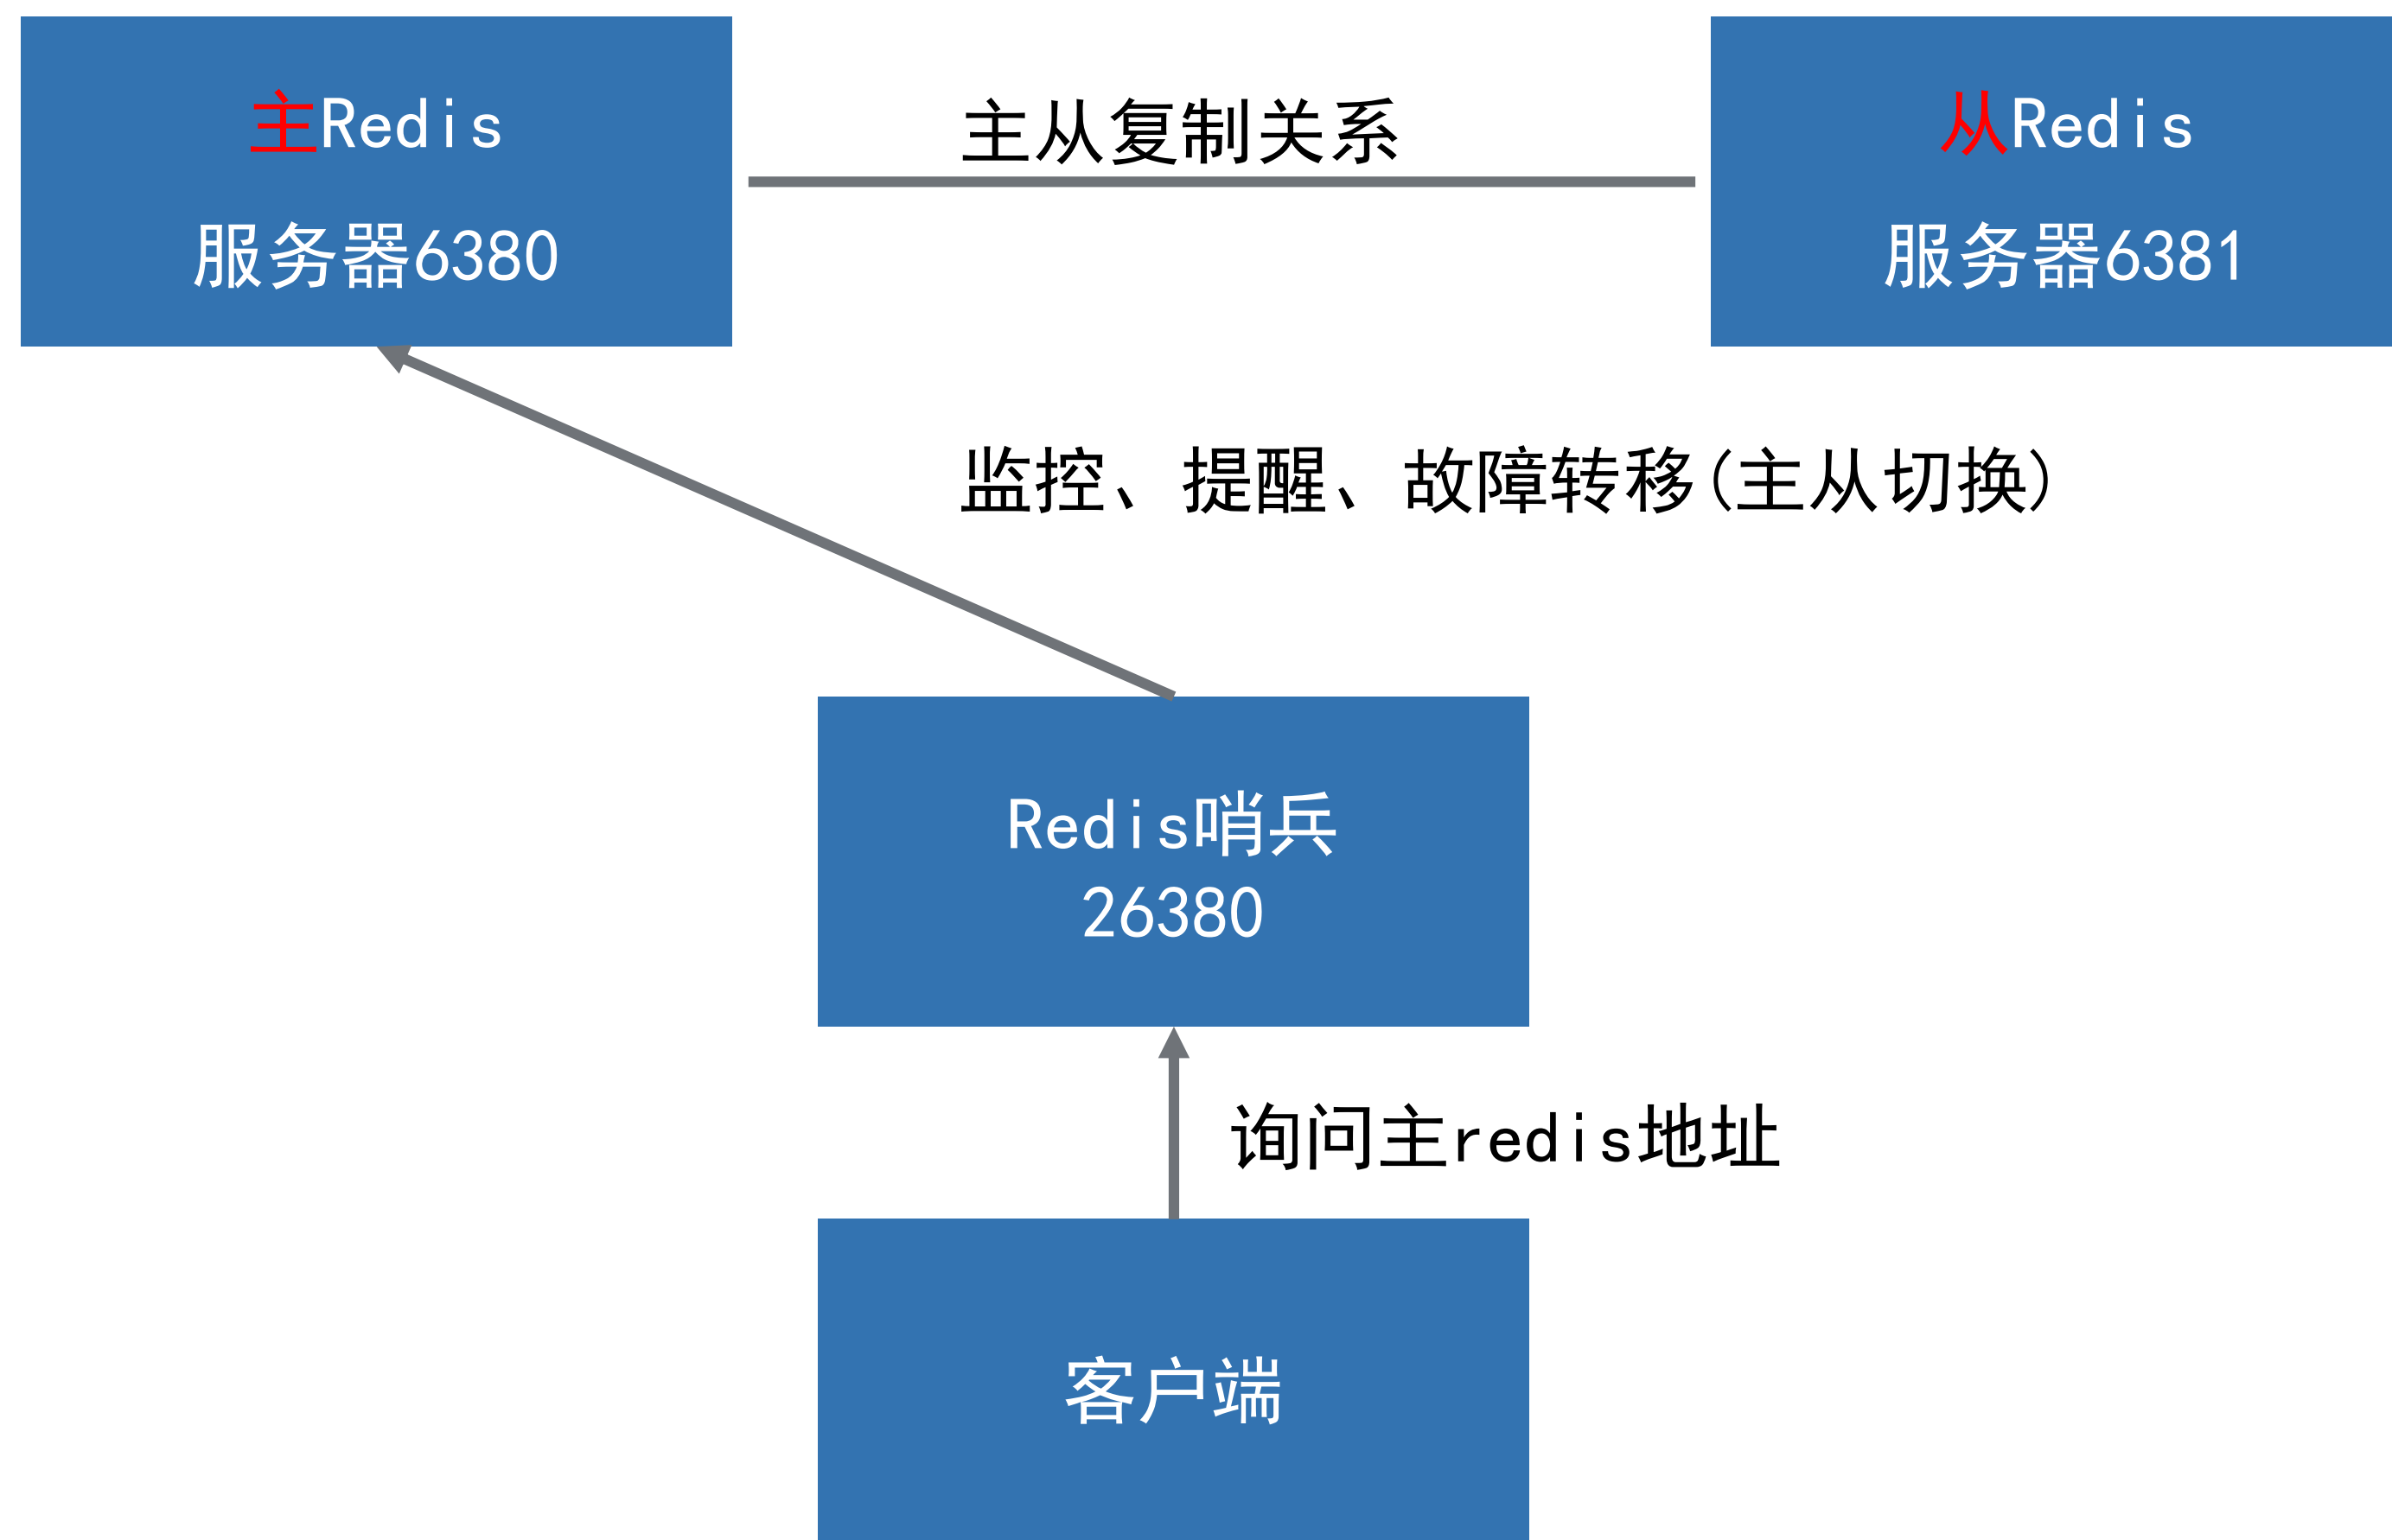 主Redis
服务器6380
主从复制关系
从Redis
服务器6381
监控、提醒、故障转移(主从切换)
Redis哨兵
26380
询问主redis地址
客户端